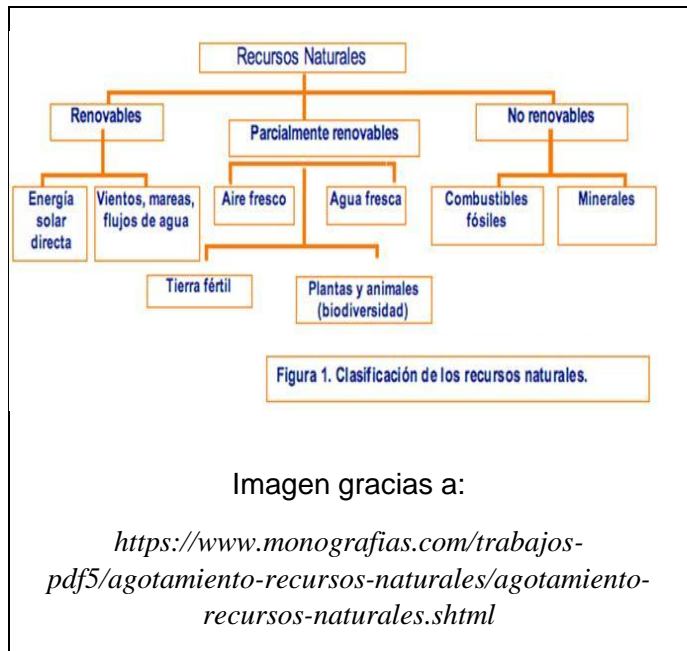 Recursos Naturales
Renovables
Parcialmente renovables
No renovables
Energía
solar
directa
Vientos, mareas,
flujos de agua
Aire fresco
Agua fresca
Combustibles
fósiles
Minerales
Tierra fértil
Plantas y animales
(biodiversidad)
Figura 1. Clasificación de los recursos naturales.
Imagen gracias a:
https://www.monografias.com/trabajos-
pdf5/agotamiento-recursos-naturales/agotamiento-
recursos-naturales.shtml